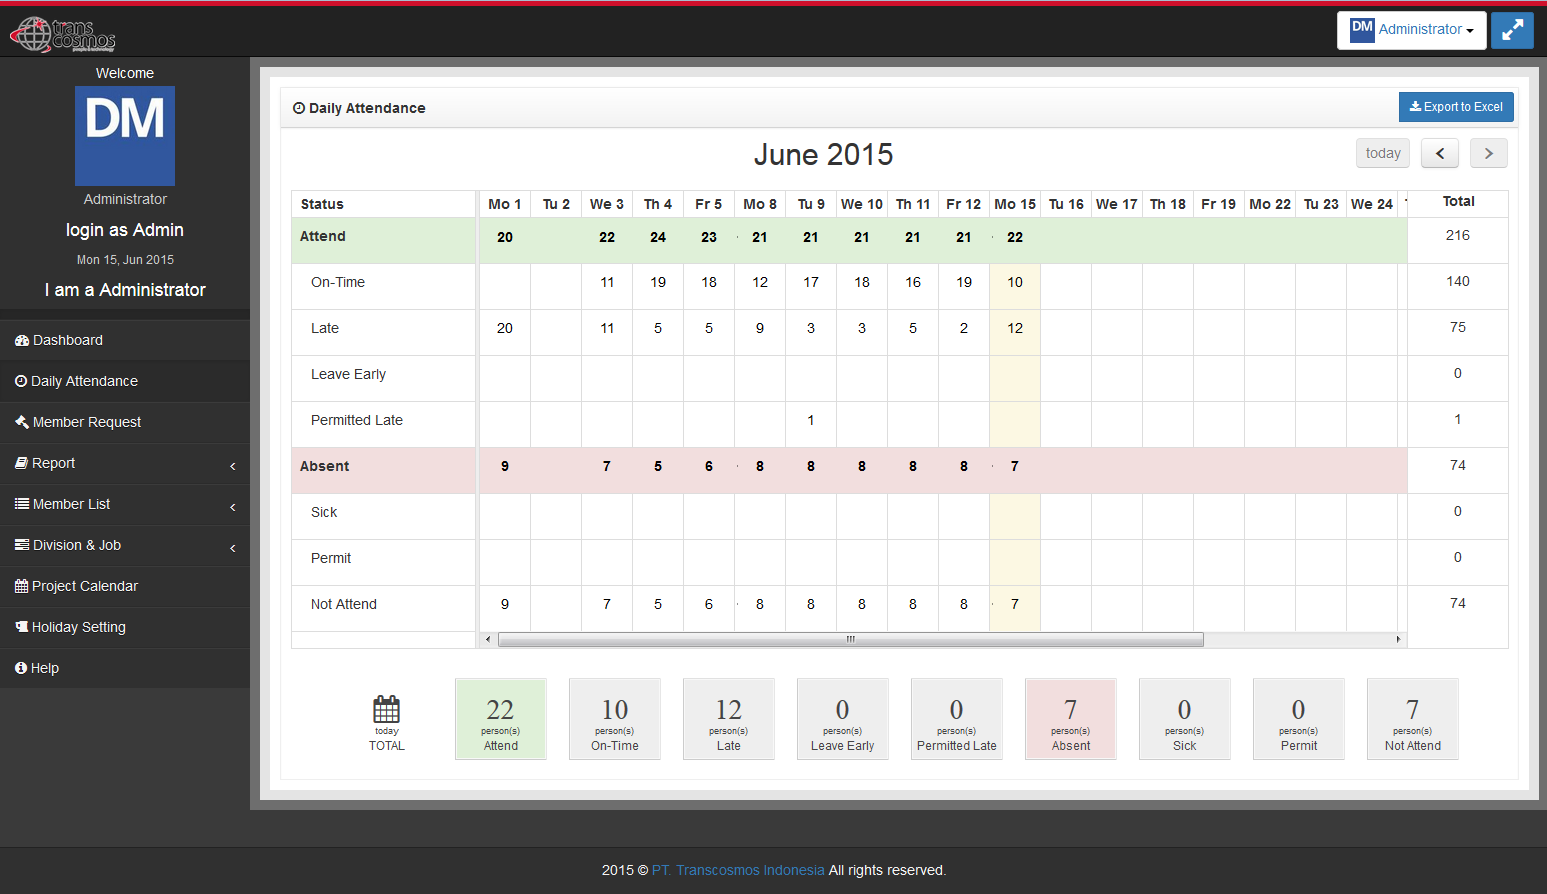 trans
cosmos
people & technology
DM Administrator
Welcome
DM
Administrator
login as Admin
Mon 15, Jun 2015
I am a Administrator
Dashboard
Daily Attendance
Member Request
Report
Member List
Division & Job
Project Calendar
Holiday Setting
Help
Daily Attendance
Export to Excel
June 2015
today
Status Mo 1 Tu 2 We 3 Th 4 Fr 5 Mo 8 Tu 9 We 10 Th 11 Fr 12 Mo 15 Tu 16 We 17 Th 18 Fr 19 Mo 22 Tu 23 We 24 Total
Attend 20 22 24 23 21 21 21 21 21 22 216
On-Time 11 19 18 12 17 18 16 19 10 140
Late 20 11 5 5 9 3 3 5 2 12 75
Leave Early 0
Permitted Late 1 1
Absent 9 7 5 6 8 8 8 8 8 7 74
Sick 0
Permit 0
Not Attend 9 7 5 6 8 8 8 8 8 7 74
today
TOTAL
22
person(s)
Attend
10
person(s)
On-Time
12
person(s)
Late
0
person(s)
Leave Early
0
person(s)
Permitted Late
7
person(s)
Absent
0
person(s)
Sick
0
person(s)
Permit
7
person(s)
Not Attend
2015 © PT. Transcosmos Indonesia All rights reserved.